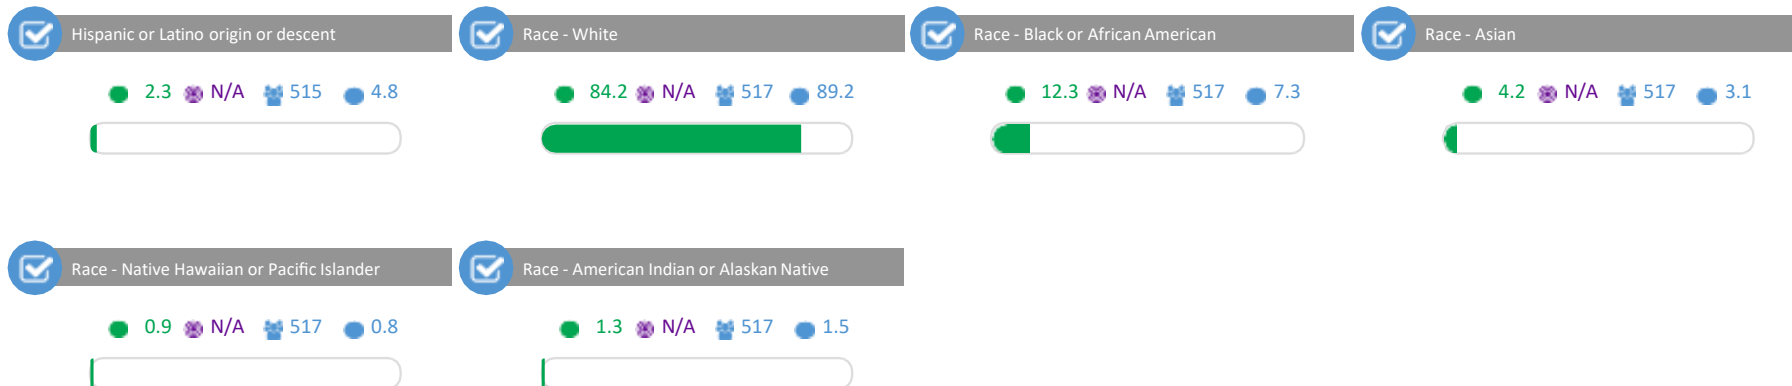 Hispanic or Latino origin or descent
2.3 N/A 515 4.8
Race - White
84.2 N/A 517 89.2
Race - Black or African American
12.3 N/A 517 7.3
Race - Asian
4.2 N/A 517 3.1
Race - Native Hawaiian or Pacific Islander
0.9 N/A 517 0.8
Race - American Indian or Alaskan Native
1.3 N/A 517 1.5